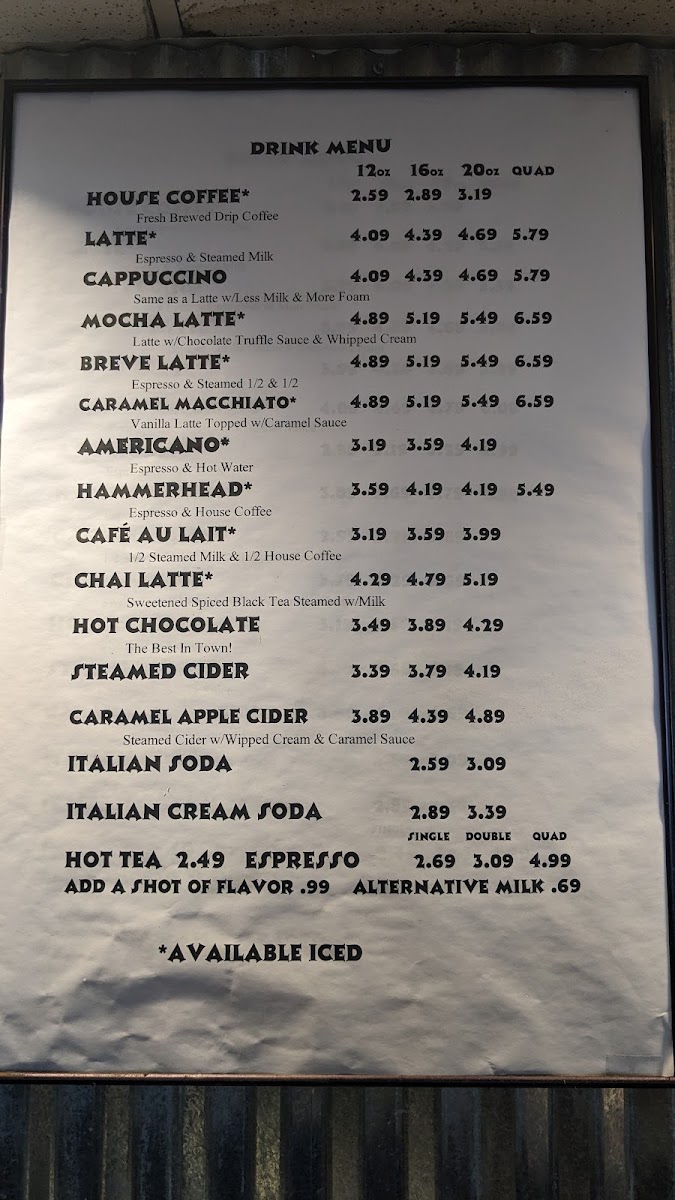 DRINK MENU
12oz 16oz 20oz QUAD
HOUSE COFFEE* 2.59 2.89 3.19
Fresh Brewed Drip Coffee
LATTE* 4.09 4.39 4.69 5.79
Espresso & Steamed Milk
CAPPUCCINO 4.09 4.39 4.69 5.79
Same as a Latte w/Less Milk & More Foam
MOCHA LATTE* 4.89 5.19 5.49 6.59
Latte w/Chocolate Truffle Sauce & Whipped Cream
BREVE LATTE* 4.89 5.19 5.49 6.59
Espresso & Steamed 1/2 & 1/2
CARAMEL MACCHIATO* 4.89 5.19 5.49 6.59
Vanilla Latte Topped w/Caramel Sauce
AMERICANO* 3.19 3.59 4.19
Espresso & Hot Water
HAMMERHEAD* 3.59 4.19 4.19 5.49
Espresso & House Coffee
CAFÉ AU LAIT* 3.19 3.59 3.99
1/2 Steamed Milk & 1/2 House Coffee
CHAI LATTE* 4.29 4.79 5.19
Sweetened Spiced Black Tea Steamed w/Milk
HOT CHOCOLATE 3.49 3.89 4.29
The Best In Town!
STEAMED CIDER 3.39 3.79 4.19
CARAMEL APPLE CIDER 3.89 4.39 4.89
Steamed Cider w/Wipped Cream & Caramel Sauce
ITALIAN SODA 2.59 3.09
ITALIAN CREAM SODA 2.89 3.39
SINGLE DOUBLE QUAD
HOT TEA 2.49 ESPRESSO 2.69 3.09 4.99
ADD A SHOT OF FLAVOR .99 ALTERNATIVE MILK .69
*AVAILABLE ICED